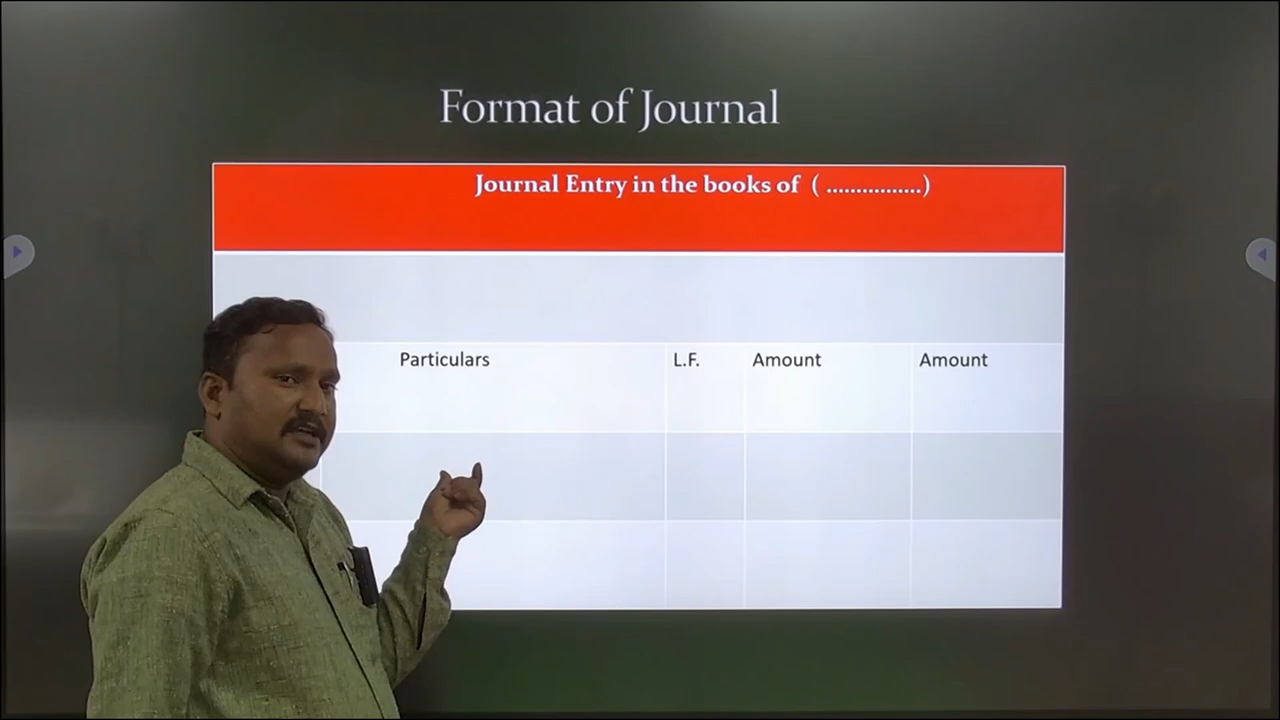 Format of Journal
Journal Entry in the books of ( ................)
Particulars L.F. Amount Amount